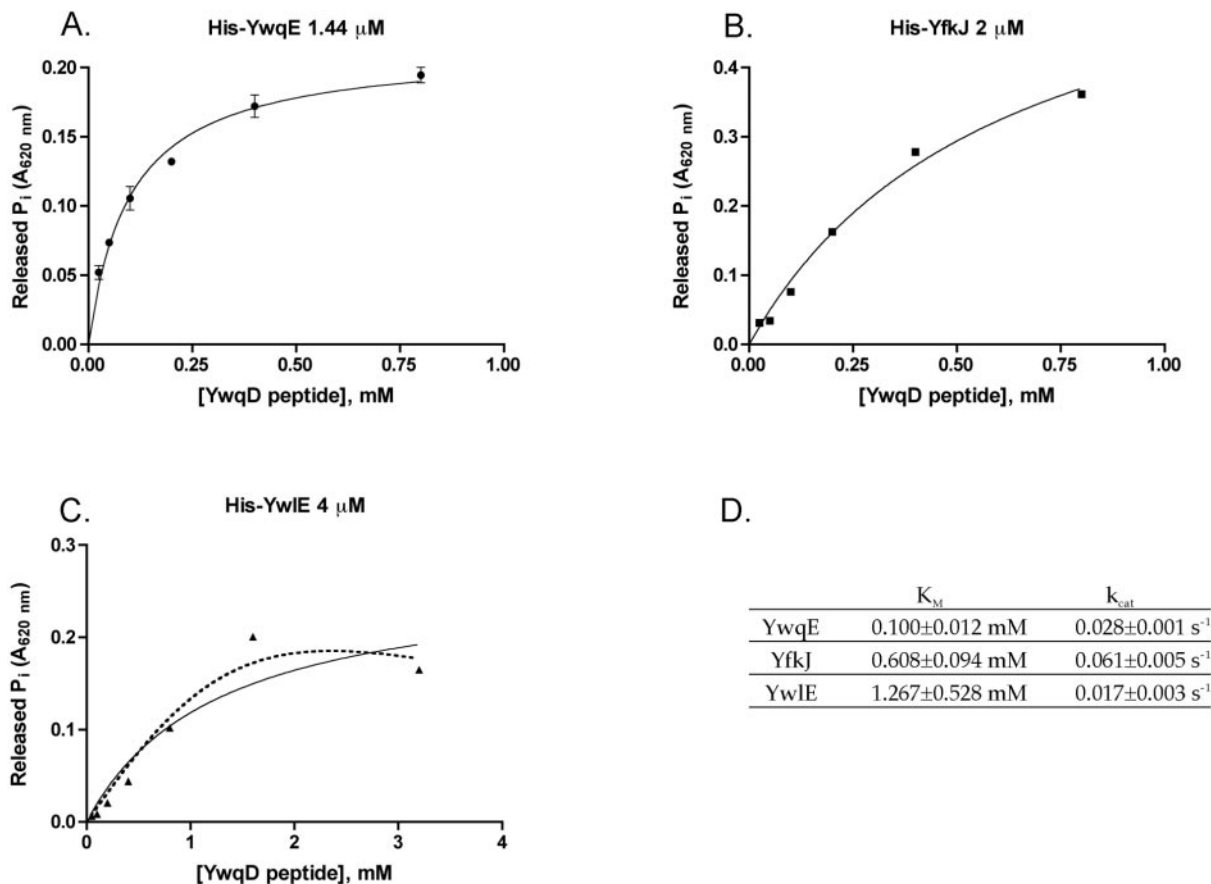 A.
His-YwqE 1.44 μM
Released Pi (A620 nm)
0.20
0.15
0.10
0.05
0.00
0.00 0.25 0.50 0.75 1.00
[YwqD peptide], mM
B.
His-YfkJ 2 μM
Released Pi (A620 nm)
0.4
0.3
0.2
0.1
0.0
0.00 0.25 0.50 0.75 1.00
[YwqD peptide], mM
C.
His-YwlE 4 μM
Released Pi (A620 nm)
0.3
0.2
0.1
0.0
0 1 2 3 4
[YwqD peptide], mM
D.
KM kcat
YwqE 0.100±0.012 mM 0.028±0.001 s-1
YfkJ 0.608±0.094 mM 0.061±0.005 s-1
YwlE 1.267±0.528 mM 0.017±0.003 s-1